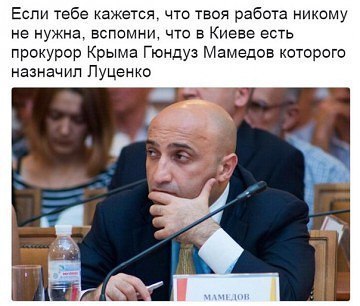 Если тебе кажется, что твоя работа никому
не нужна, вспомни, что в Киеве есть
прокурор Крыма Гюндуз Мамедов которого
назначил Луценко
МАМЕДОВ